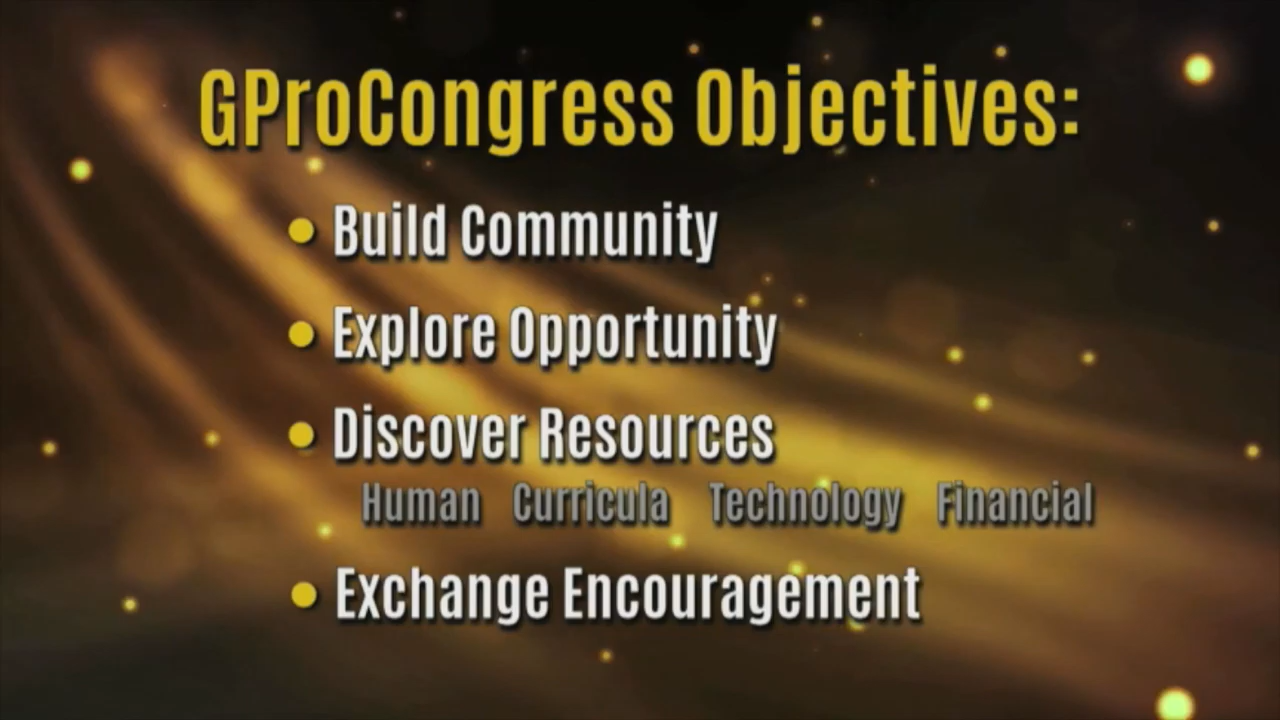 GProCongress Objectives:
• Build Community
• Explore Opportunity
• Discover Resources
Human Curricula Technology Financial
• Exchange Encouragement